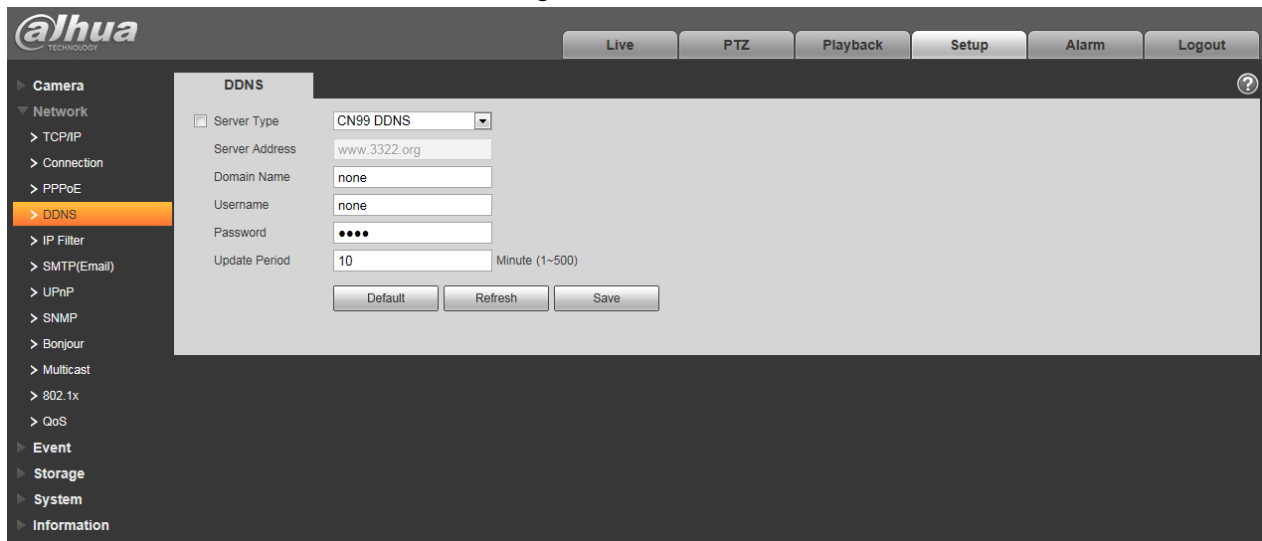 alhua
TECHNOLOGY
Live PTZ Playback Setup Alarm Logout
Camera
Network
> TCP/IP
> Connection
> PPPoE
> DDNS
> IP Filter
> SMTP(Email)
> UPnP
> SNMP
> Bonjour
> Multicast
> 802.1x
> QoS
Event
Storage
System
Information
DDNS ?
Server Type CN99 DDNS
Server Address www.3322.org
Domain Name none
Username none
Password ●●●●
Update Period 10 Minute (1~500)
Default Refresh Save